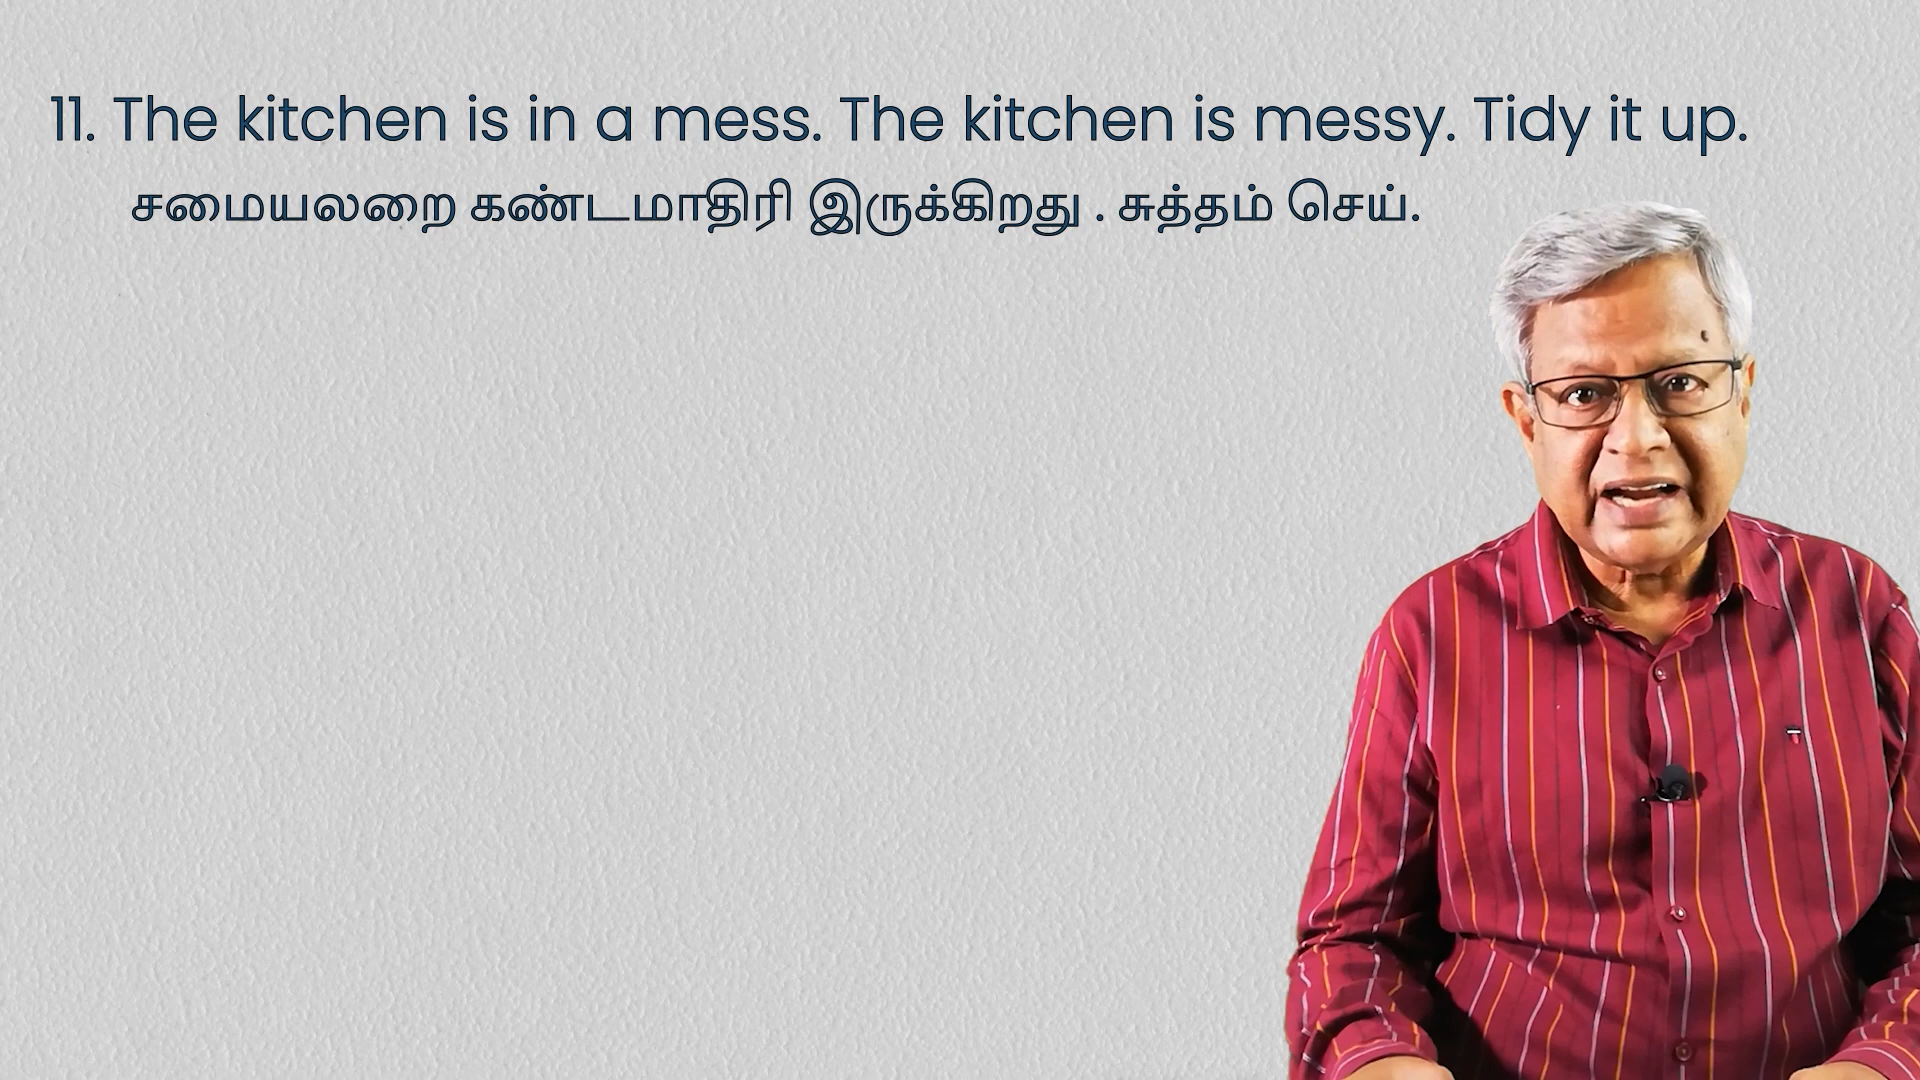 11. The kitchen is in a mess. The kitchen is messy. Tidy it up.
சமையலறை கண்டமாதிரி இருக்கிறது . சுத்தம் செய்.